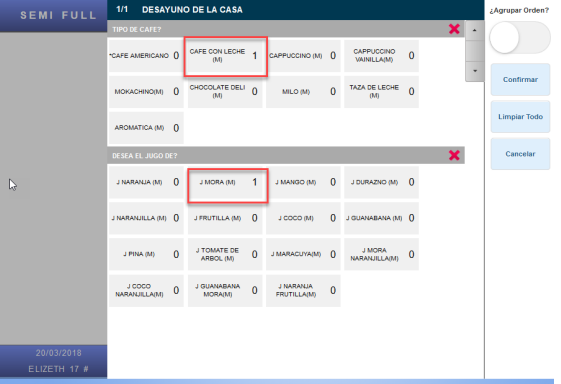 SEMI FULL
1/1 DESAYUNO DE LA CASA
¿Agrupar Orden?
TIPO DE CAFE?
*CAFE AMERICANO 0
CAFE CON LECHE
(M) 1
CAPPUCCINO (M) 0
CAPPUCCINO
VAINILLA(M) 0
MOKACHINO(M) 0
CHOCOLATE DELI
(M) 0
MILO (M) 0
TAZA DE LECHE
(M) 0
AROMATICA (M) 0
Confirmar
Limpiar Todo
Cancelar
DESEA EL JUGO DE?
J NARANJA (M) 0
J MORA (M) 1
J MANGO (M) 0
J DURAZNO (M) 0
J NARANJILLA (M) 0
J FRUTILLA (M) 0
J COCO (M) 0
J GUANABANA (M) 0
J PINA (M) 0
J TOMATE DE
ARBOL (M) 0
J MARACUYA(M) 0
J MORA
NARANJILLA(M) 0
J COCO
NARANJILLA(M) 0
J GUANABANA
MORA(M) 0
J NARANJA
FRUTILLA(M) 0
20/03/2018
ELIZETH 17 #